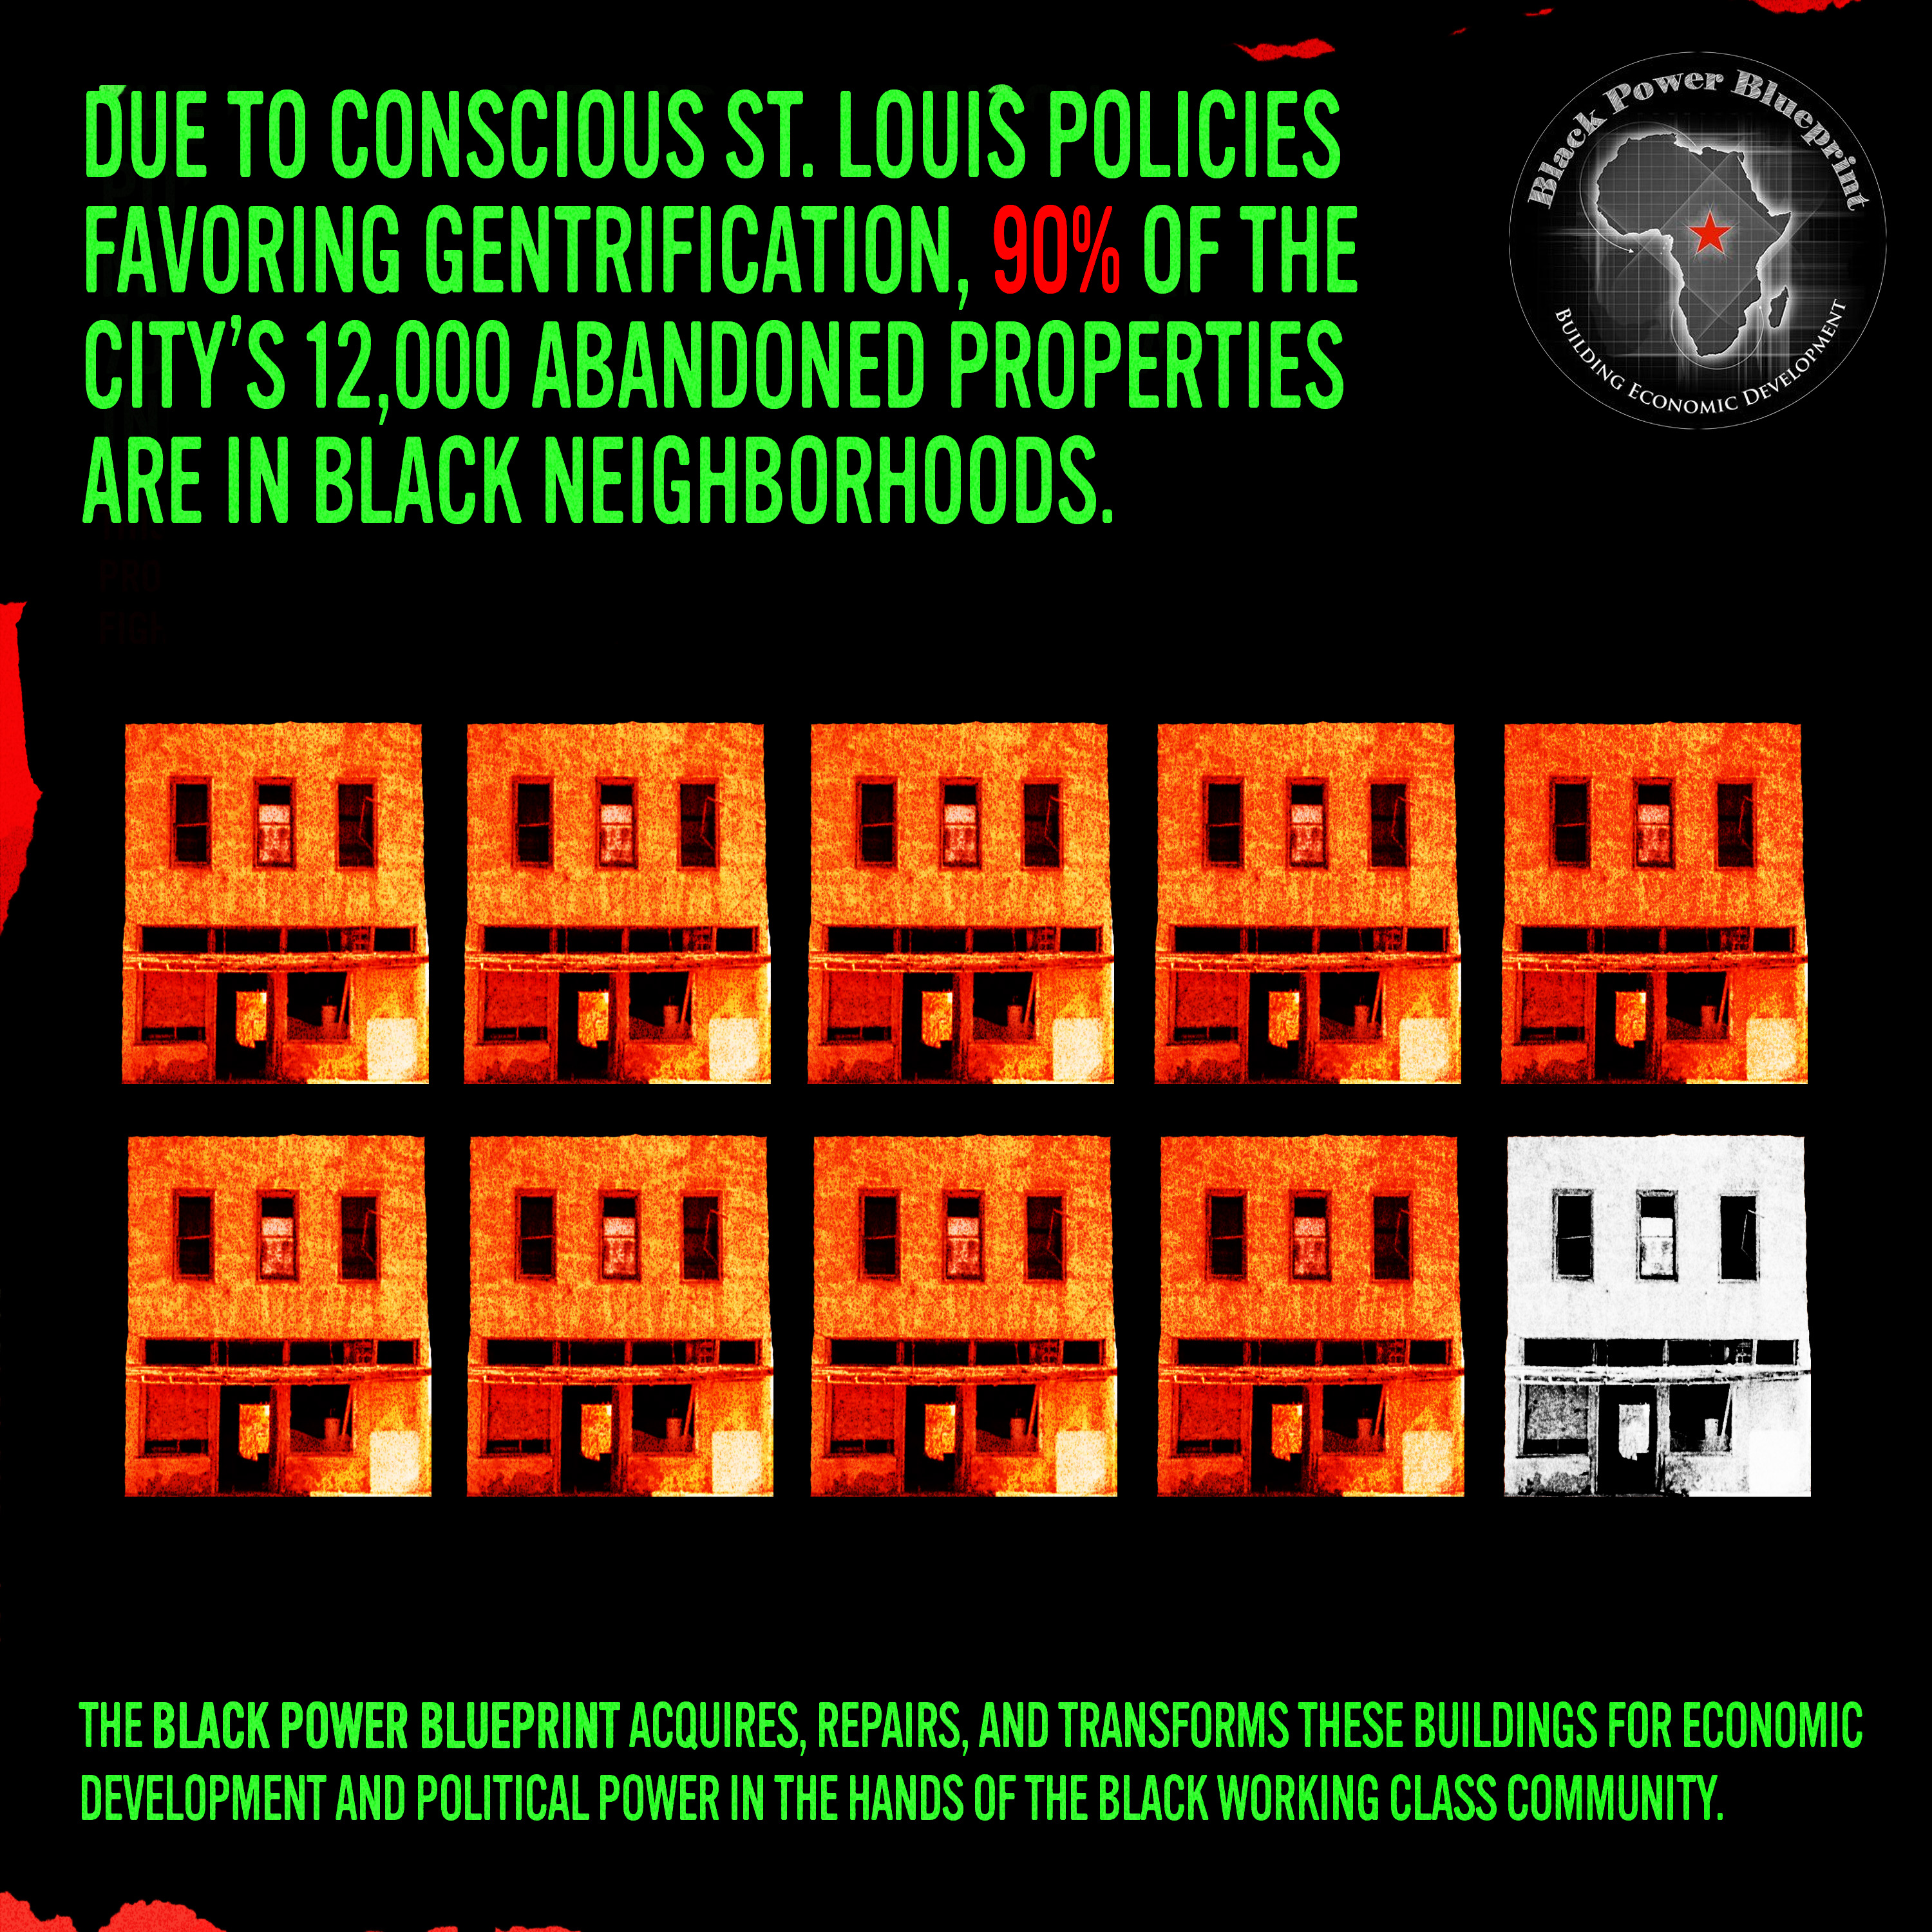 DUE TO CONSCIOUS ST. LOUIS POLICIES
FAVORING GENTRIFICATION, 90% OF THE
CITY’S 12,000 ABANDONED PROPERTIES
ARE IN BLACK NEIGHBORHOODS.
Black Power Blueprint
BUILDING ECONOMIC DEVELOPMENT
PRO
FIGH
THE BLACK POWER BLUEPRINT ACQUIRES, REPAIRS, AND TRANSFORMS THESE BUILDINGS FOR ECONOMIC
DEVELOPMENT AND POLITICAL POWER IN THE HANDS OF THE BLACK WORKING CLASS COMMUNITY.